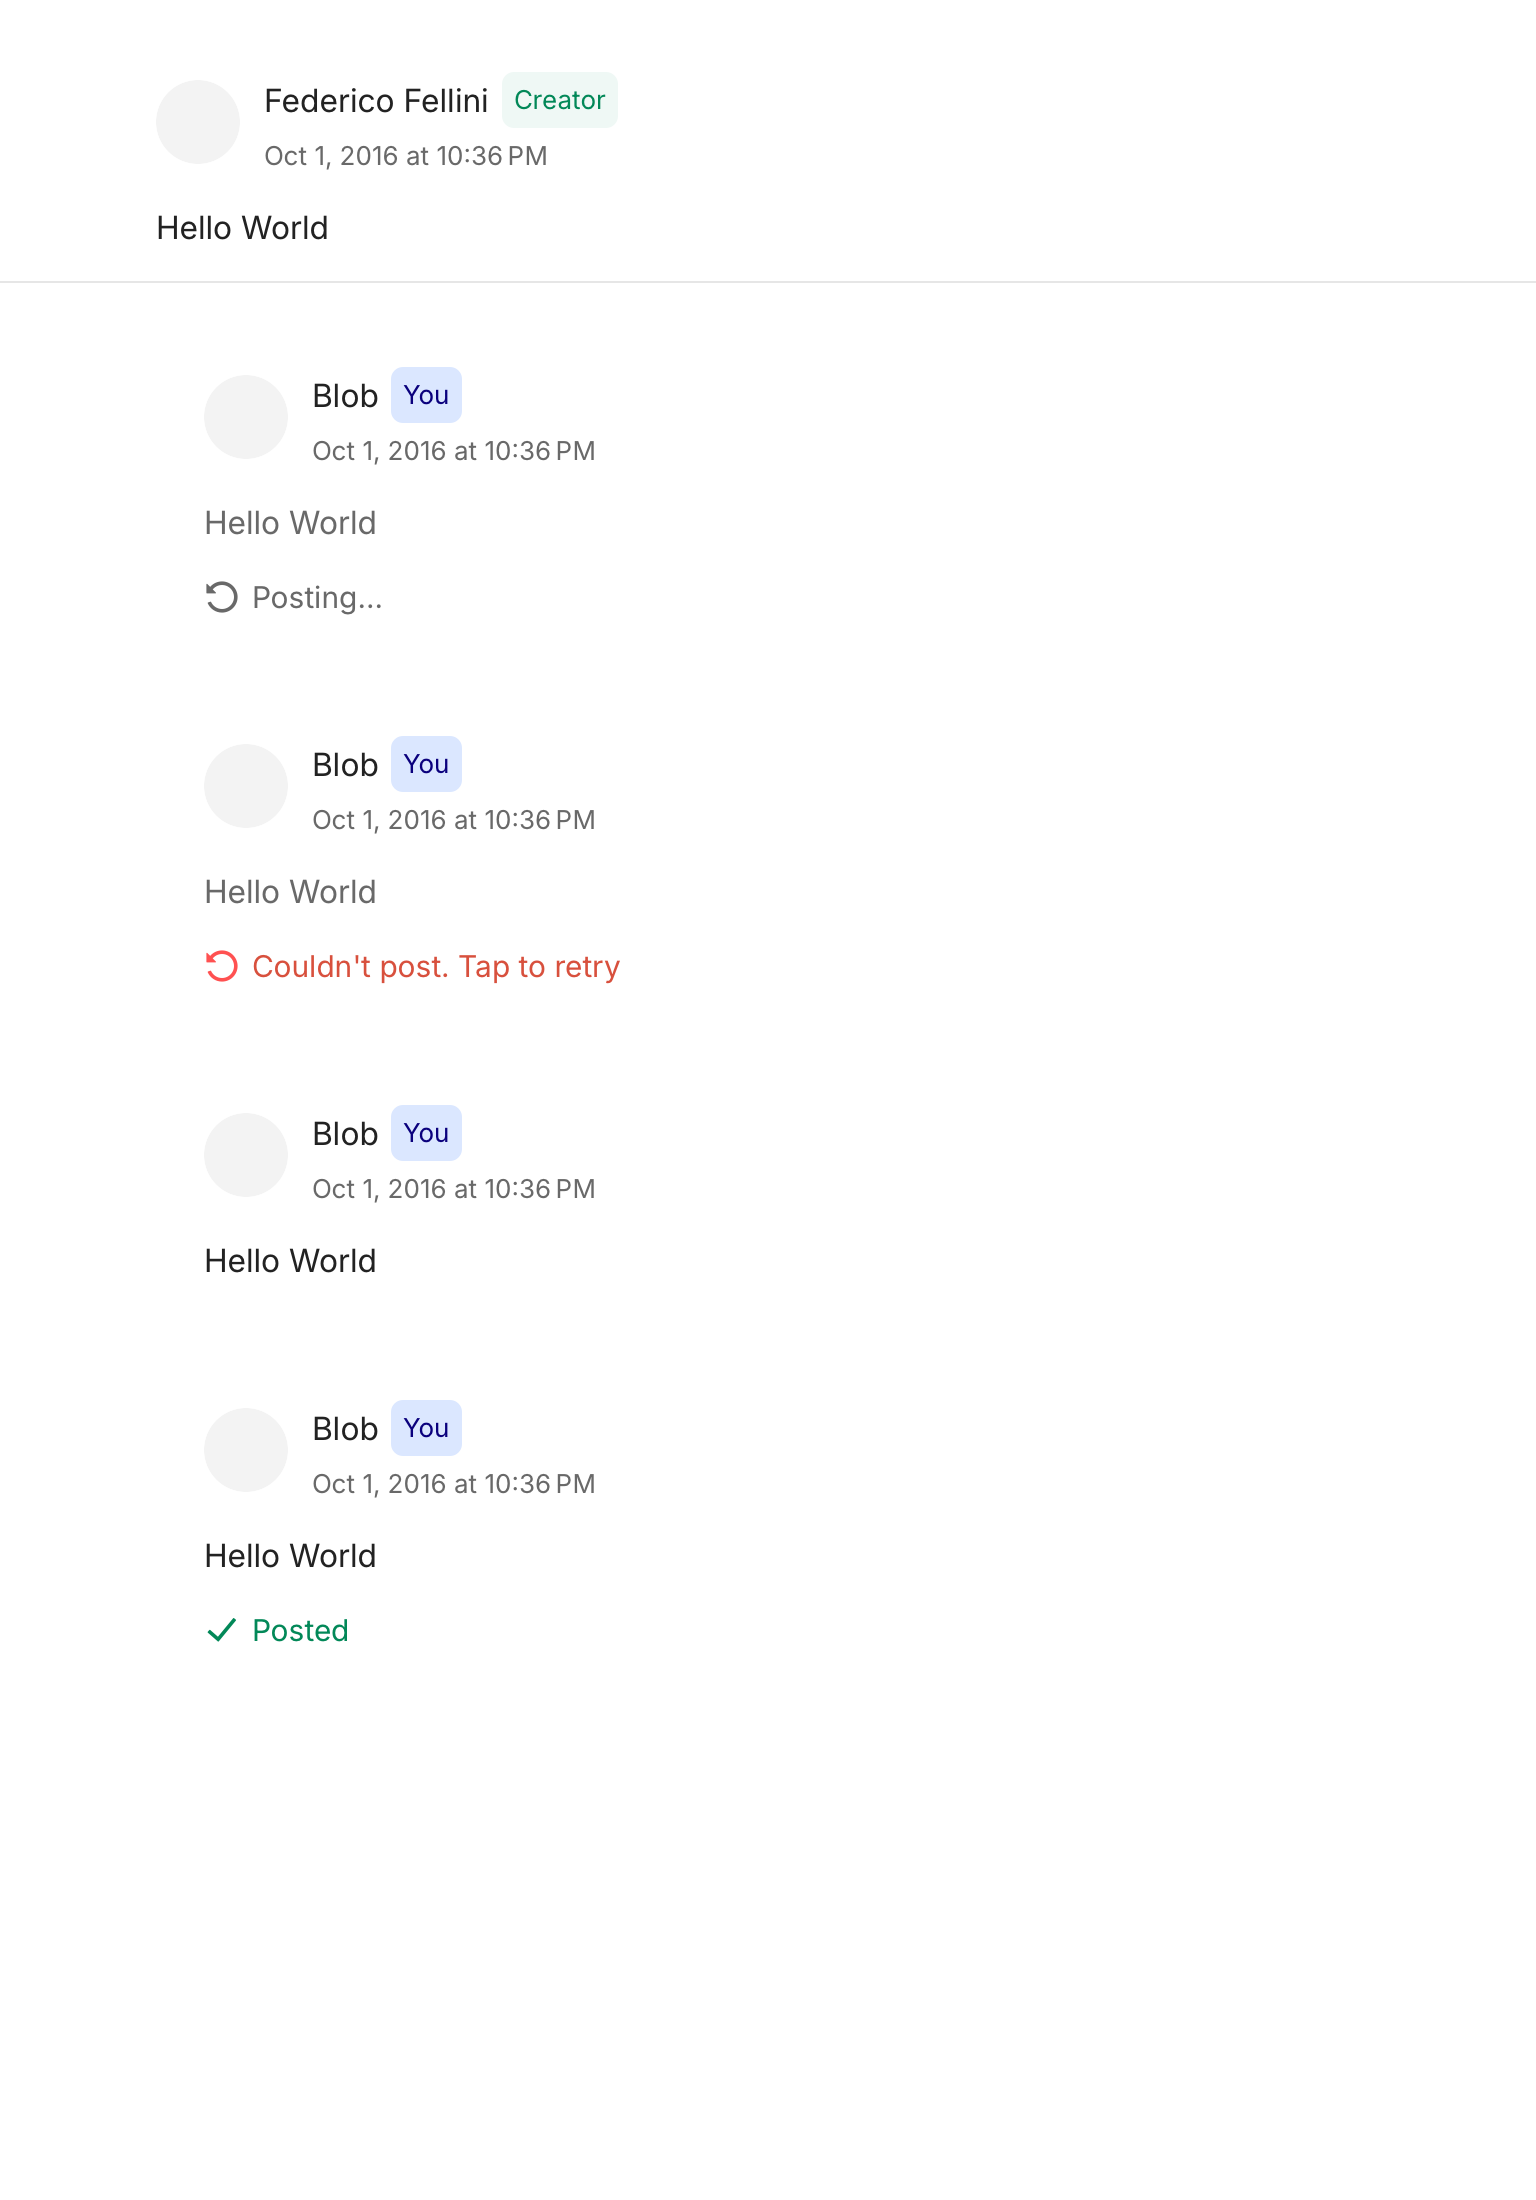 Federico Fellini Creator
Oct 1, 2016 at 10:36 PM
Hello World
Blob You
Oct 1, 2016 at 10:36 PM
Hello World
Posting...
Blob You
Oct 1, 2016 at 10:36 PM
Hello World
Couldn't post. Tap to retry
Blob You
Oct 1, 2016 at 10:36 PM
Hello World
Blob You
Oct 1, 2016 at 10:36 PM
Hello World
Posted